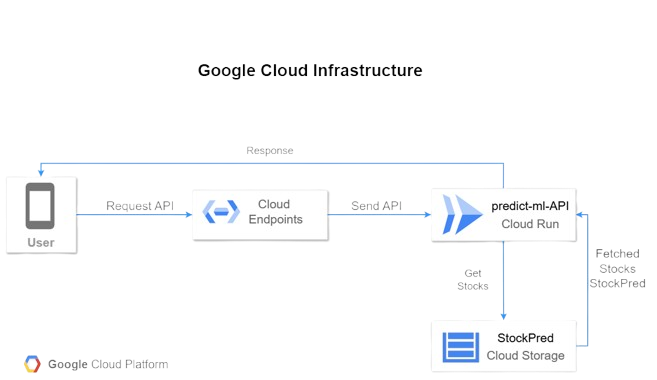 Google Cloud Infrastructure
Response
Request API
Cloud
Endpoints
Send API
predict-ml-API
Cloud Run
User
Get
Stocks
Fetched
Stocks
StockPred
StockPred
Cloud Storage
Google Cloud Platform